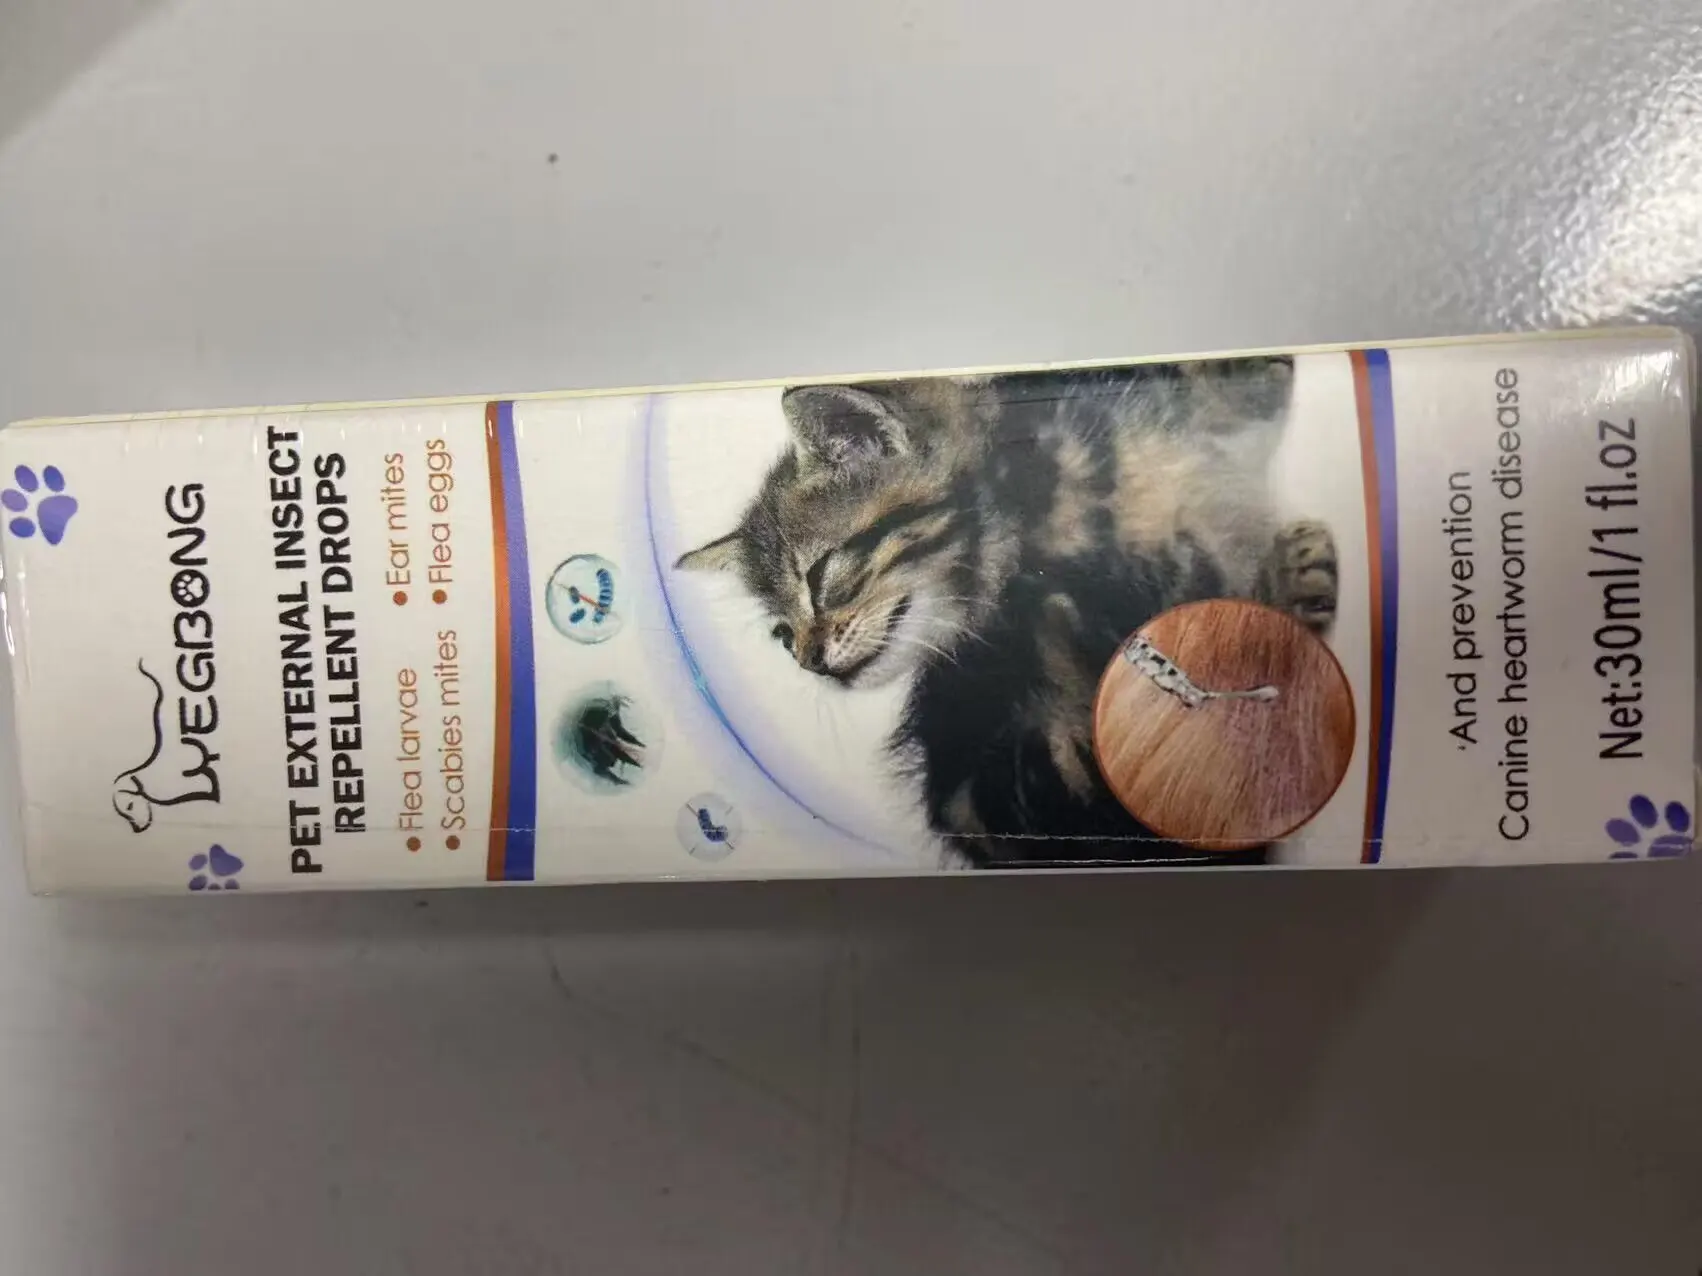 LYEGBONG
PET EXTERNAL INSECT
REPELLENT DROPS
•Flea larvae •Ear mites
•Scabies mites •Flea eggs
·And prevention
Canine heartworm disease
Net:30ml/1 fl.oz